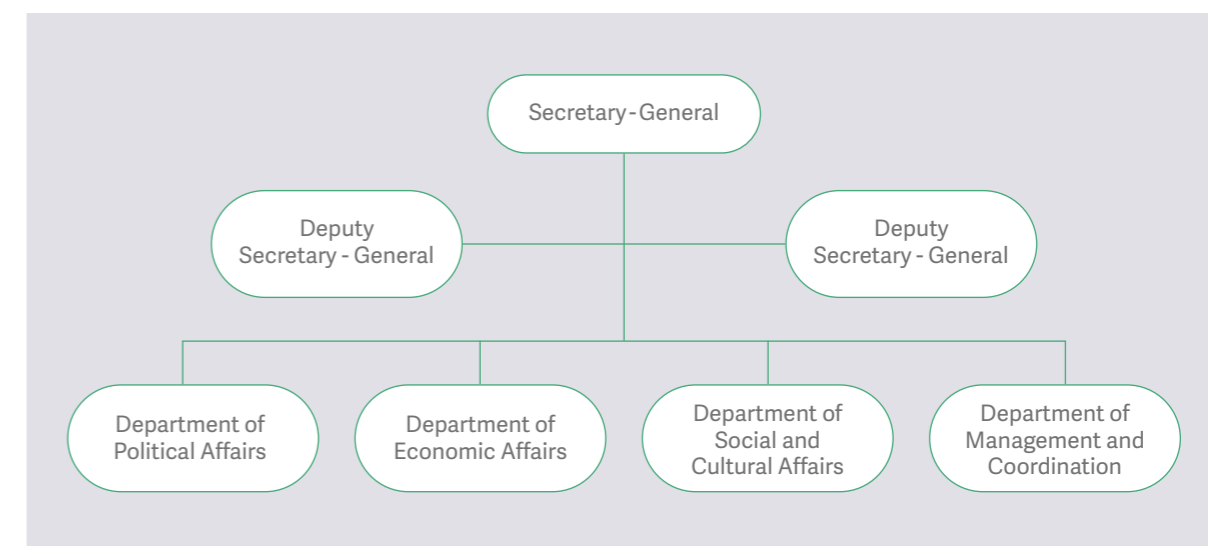 Secretary-General
Deputy
Secretary - General
Deputy
Secretary - General
Department of
Political Affairs
Department of
Economic Affairs
Department of
Social and
Cultural Affairs
Department of
Management and
Coordination